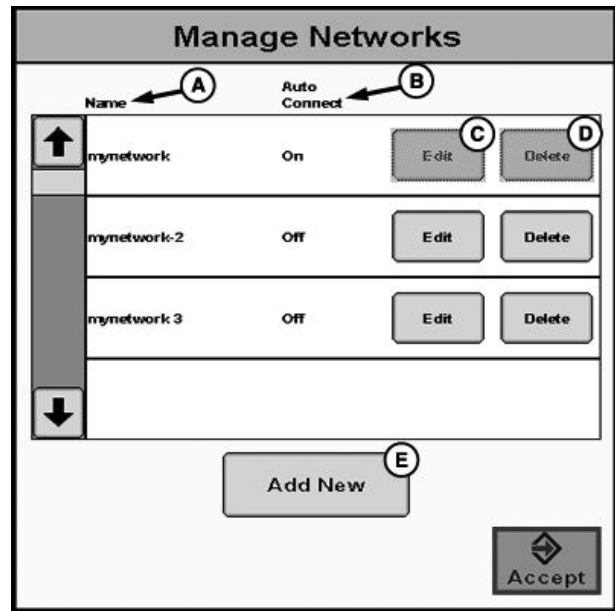 Manage Networks
A
B
Name
Auto
Connect
C
D
mynetwork On Edit Delete
mynetwork-2 Off Edit Delete
mynetwork 3 Off Edit Delete
E
Add New
Accept